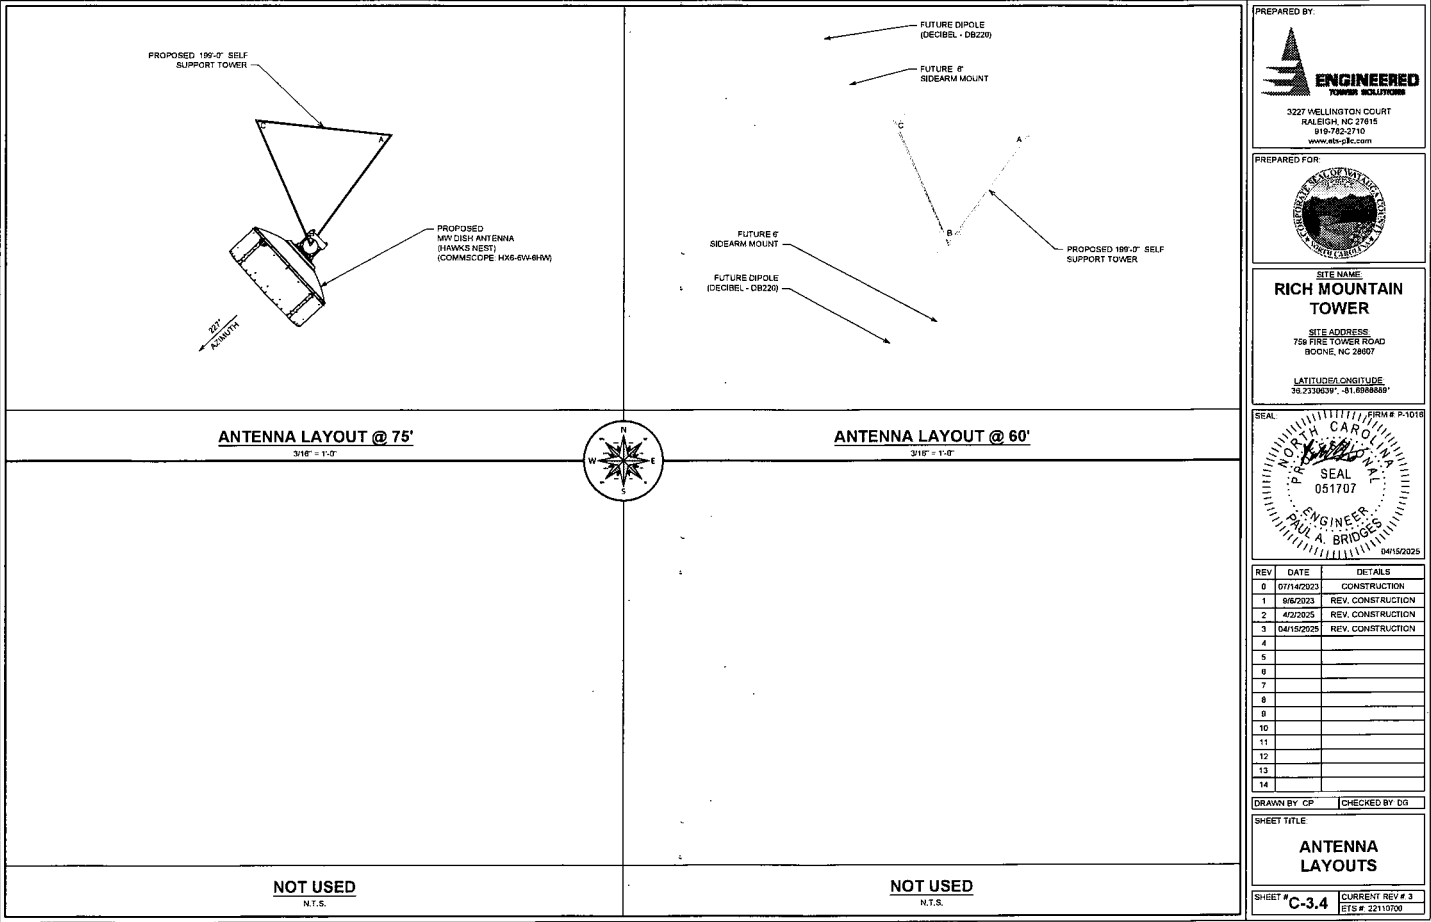 PROPOSED 199'-0" SELF
SUPPORT TOWER
C
A
PROPOSED
MW DISH ANTENNA
(HAWKS NEST)
(COMMSCOPE: HX6-6W-6HW)
227°
AZIMUTH
ANTENNA LAYOUT @ 75'
3/16" = 1'-0"
FUTURE DIPOLE
(DECIBEL - DB220)
FUTURE 6'
SIDEARM MOUNT
C
A
B
FUTURE 6'
SIDEARM MOUNT
FUTURE DIPOLE
(DECIBEL - DB220)
PROPOSED 199'-0" SELF
SUPPORT TOWER
ANTENNA LAYOUT @ 60'
3/16" = 1'-0"
N
W E
S
NOT USED
N.T.S.
NOT USED
N.T.S.
PREPARED BY:
ENGINEERED
TOWER SOLUTIONS
3227 WELLINGTON COURT
RALEIGH, NC 27615
919-782-2710
www.ets-pllc.com
PREPARED FOR:
CORPORATE SEAL OF WATAUGA COUNTY
NORTH CAROLINA
SITE NAME:
RICH MOUNTAIN
TOWER
SITE ADDRESS:
759 FIRE TOWER ROAD
BOONE, NC 28607
LATITUDE/LONGITUDE
SEAL: FIRM #: P-1016
NORTH CAROLINA
PROFESSIONAL
SEAL
051707
ENGINEER
PAUL A. BRIDGES
04/15/2025
REV DATE DETAILS
0 07/14/2023 CONSTRUCTION
1 9/6/2023 REV. CONSTRUCTION
2 4/2/2025 REV. CONSTRUCTION
3 04/15/2025 REV. CONSTRUCTION
4
5
6
7
8
9
10
11
12
13
14
DRAWN BY CP CHECKED BY DG
SHEET TITLE:
ANTENNA
LAYOUTS
SHEET # C-3.4 CURRENT REV #: 3
ETS #: 22110700